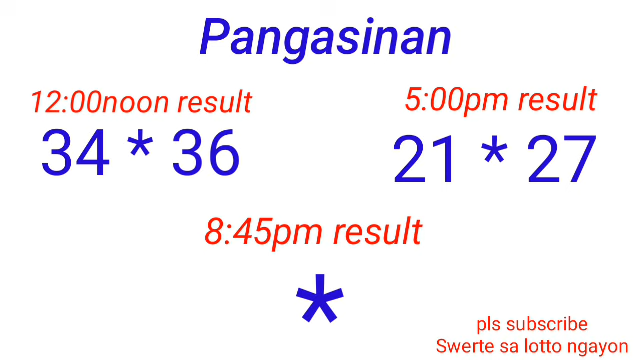 Pangasinan
12:00noon result
34 * 36
5:00pm result
21 * 27
8:45pm result
*
pls subscribe
Swerte sa lotto ngayon